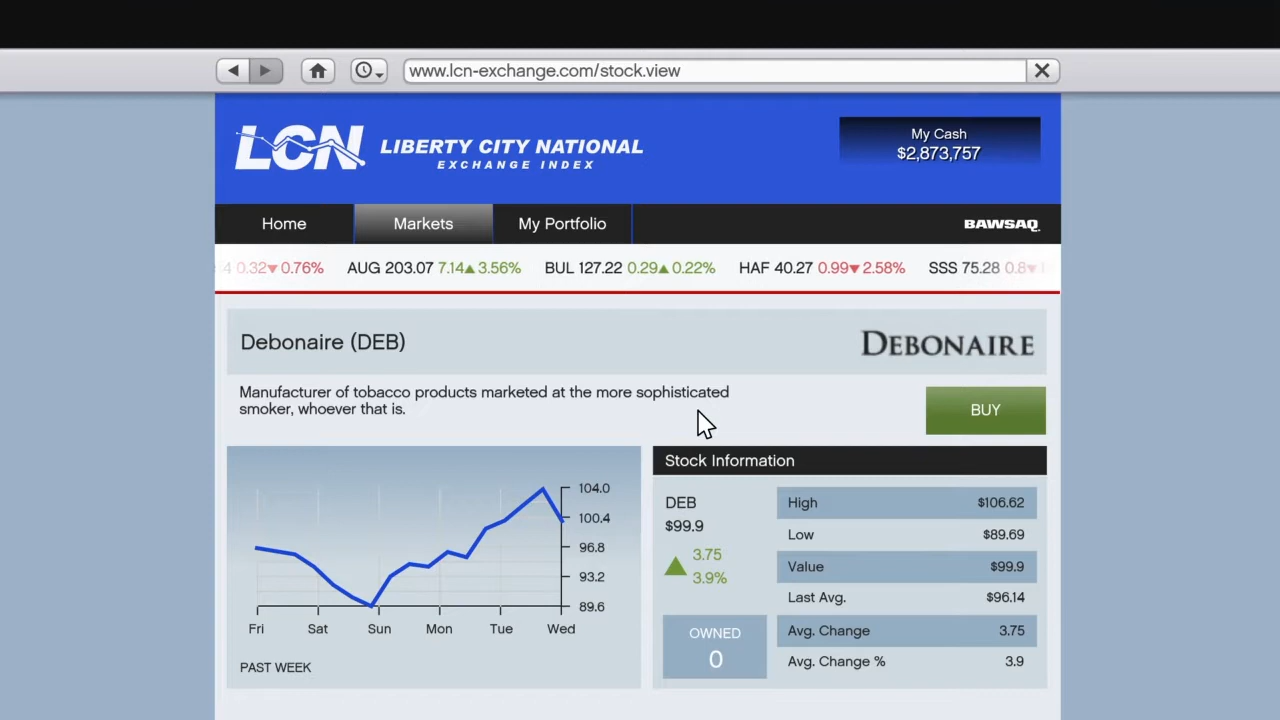 www.lcn-exchange.com/stock.view
LCN LIBERTY CITY NATIONAL
EXCHANGE INDEX
My Cash
$2,873,757
Home Markets My Portfolio BAWSAQ
0.32▼0.76% AUG 203.07 7.14▲3.56% BUL 127.22 0.29▲0.22% HAF 40.27 0.99▼2.58% SSS 75.28 0.8▼
Debonaire (DEB) DEBONAIRE
Manufacturer of tobacco products marketed at the more sophisticated
smoker, whoever that is.
BUY
104.0
100.4
96.8
93.2
89.6
Fri Sat Sun Mon Tue Wed
PAST WEEK
Stock Information
DEB
$99.9
3.75
3.9%
OWNED
0
High $106.62
Low $89.69
Value $99.9
Last Avg. $96.14
Avg. Change 3.75
Avg. Change % 3.9